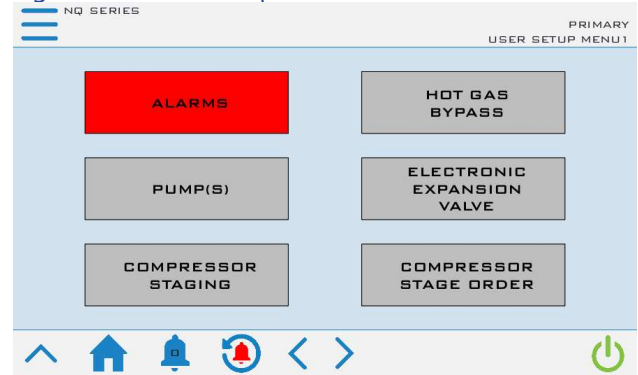 NQ SERIES
PRIMARY
USER SETUP MENU1
ALARMS
HOT GAS
BYPASS
PUMP(S)
ELECTRONIC
EXPANSION
VALVE
COMPRESSOR
STAGING
COMPRESSOR
STAGE ORDER
0